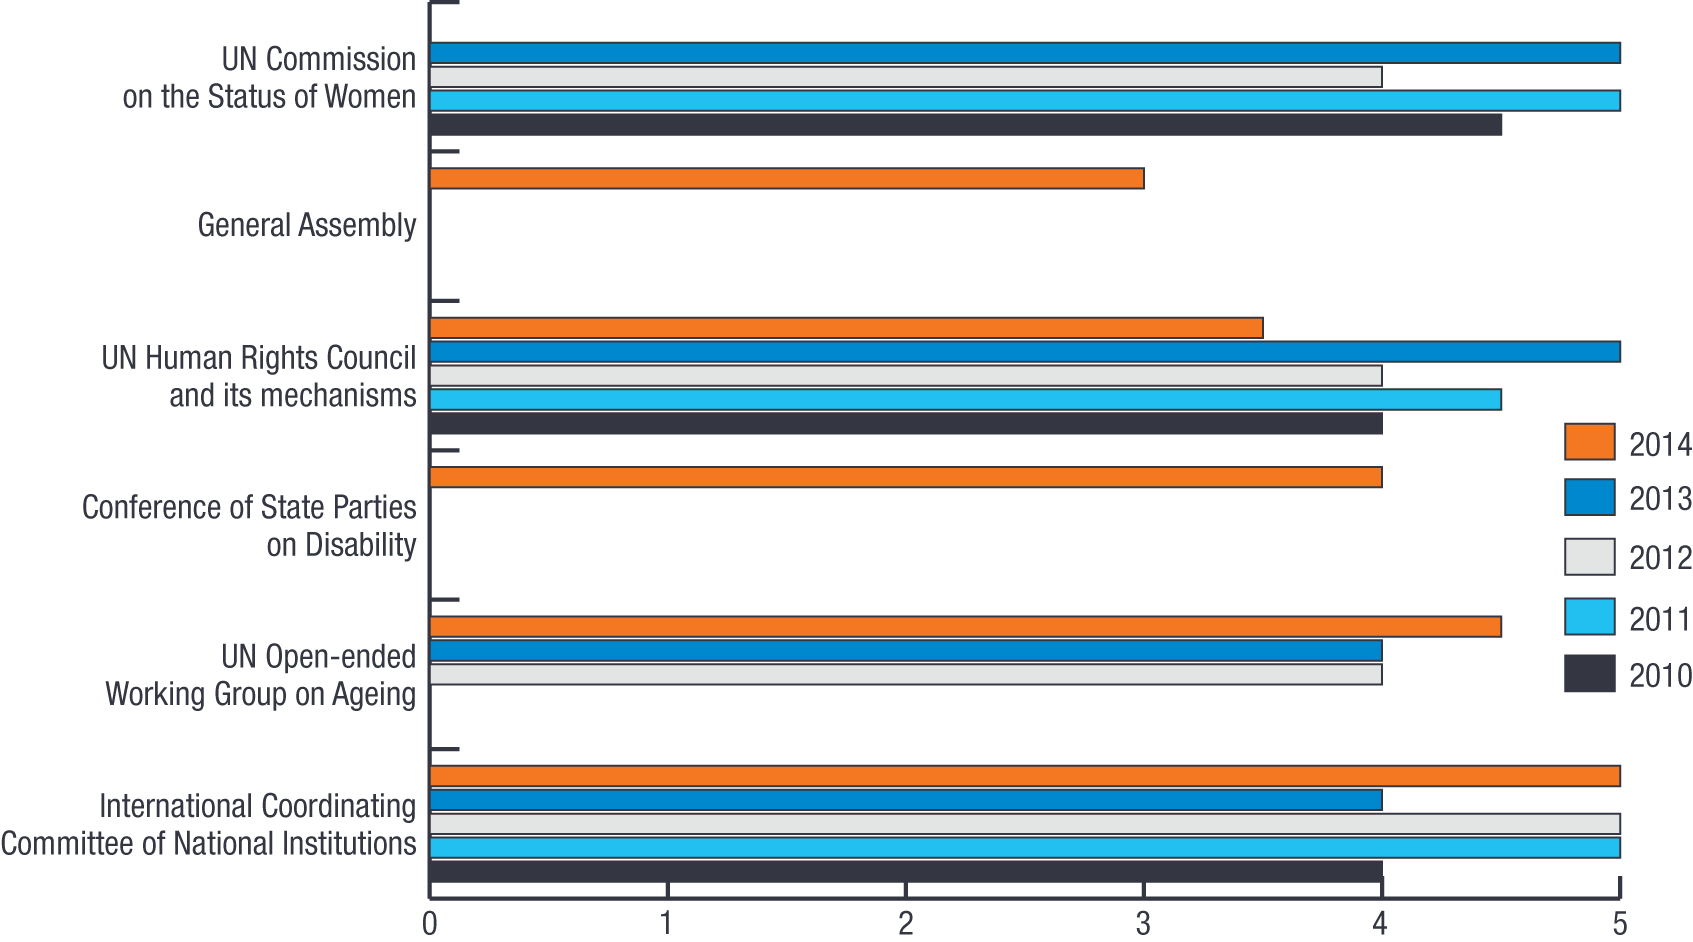 UN Commission
on the Status of Women
General Assembly
UN Human Rights Council
and its mechanisms
Conference of State Parties
on Disability
UN Open-ended
Working Group on Ageing
International Coordinating
Committee of National Institutions
0 1 2 3 4 5
2014
2013
2012
2011
2010